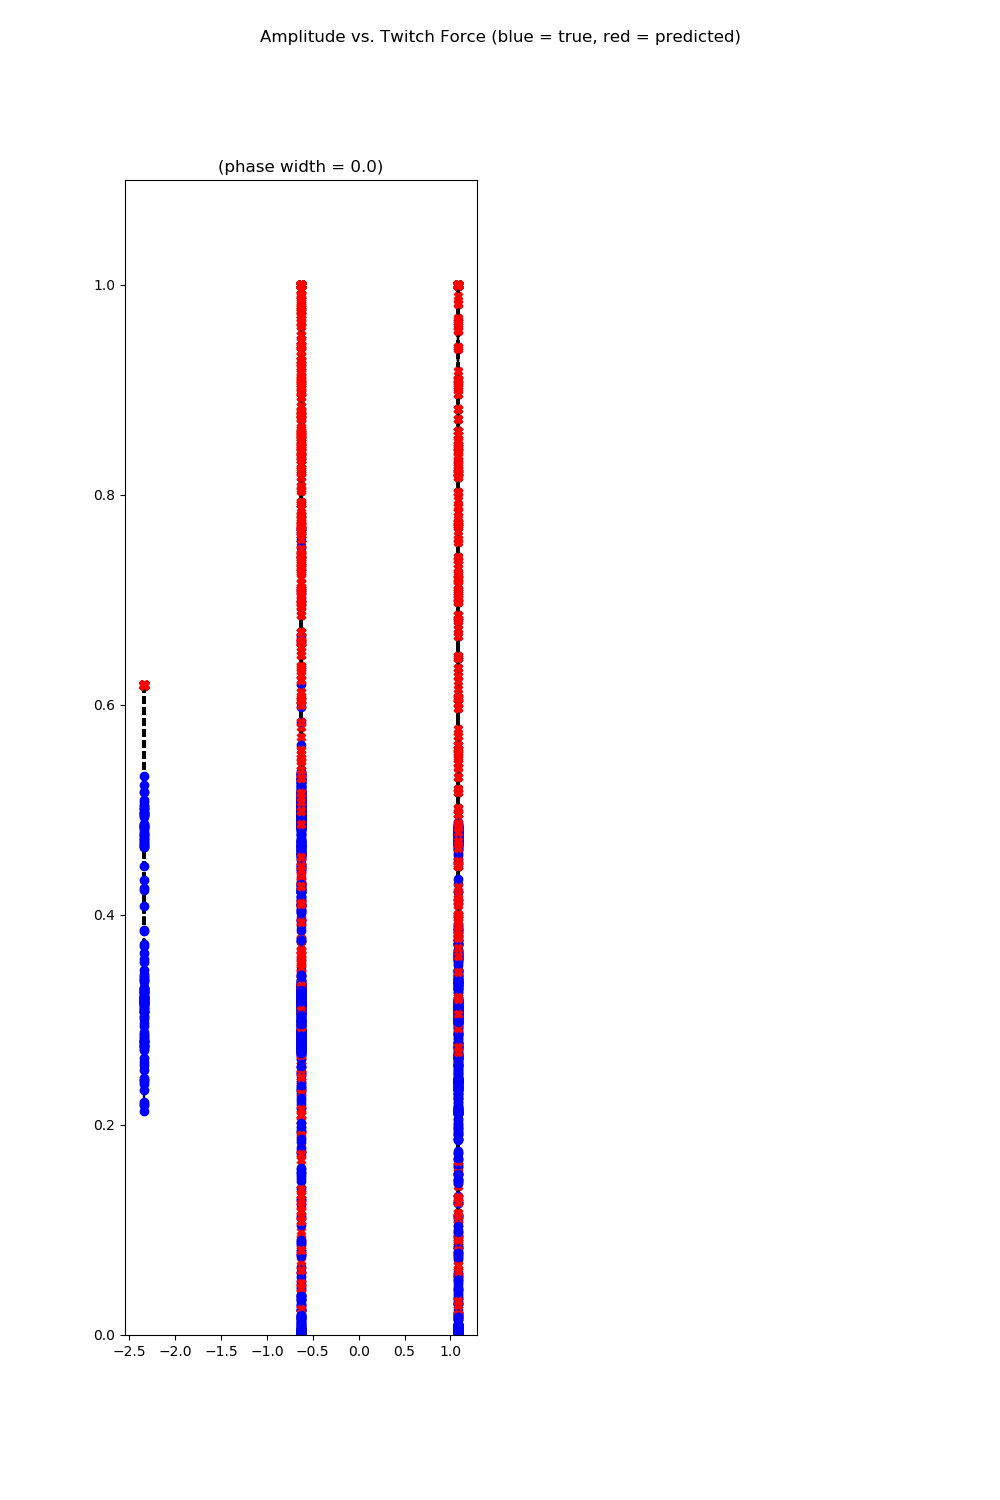 Amplitude vs. Twitch Force (blue = true, red = predicted)
(phase width = 0.0)
1.0
0.8
0.6
0.4
0.2
0.0
−2.5 −2.0 −1.5 −1.0 −0.5 0.0 0.5 1.0